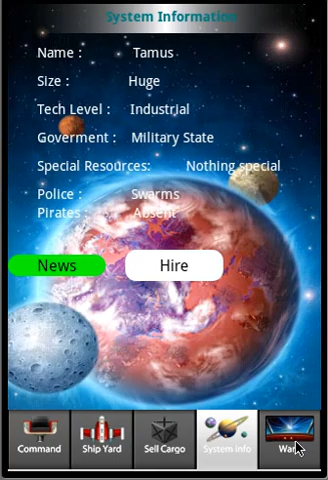 System Information
Name : Tamus
Size : Huge
Tech Level : Industrial
Goverment : Military State
Special Resources: Nothing special
Police : Swarms
Pirates : Absent
News Hire
Command Ship Yard Sell Cargo System Info